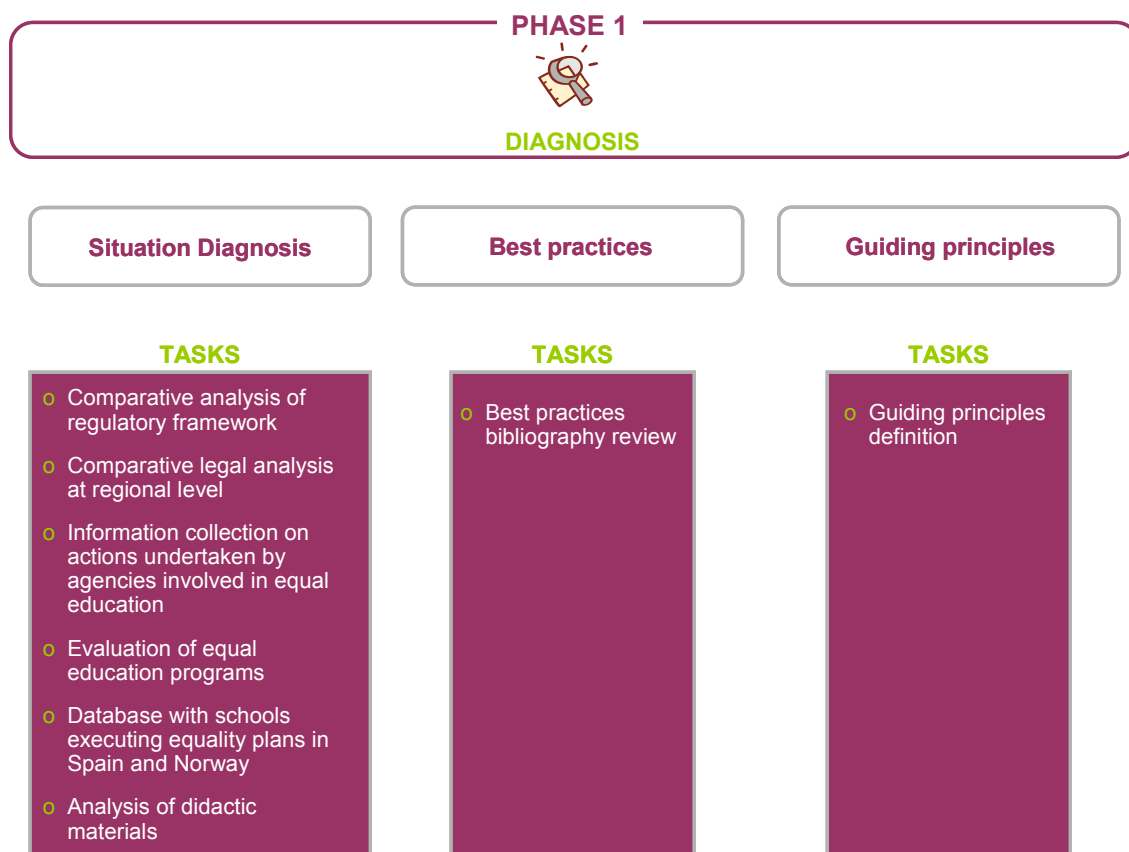 PHASE 1
DIAGNOSIS
Situation Diagnosis
Best practices
Guiding principles
TASKS
o Comparative analysis of
regulatory framework
o Comparative legal analysis
at regional level
o Information collection on
actions undertaken by
agencies involved in equal
education
o Evaluation of equal
education programs
o Database with schools
executing equality plans in
Spain and Norway
o Analysis of didactic
materials
TASKS
o Best practices
bibliography review
TASKS
o Guiding principles
definition